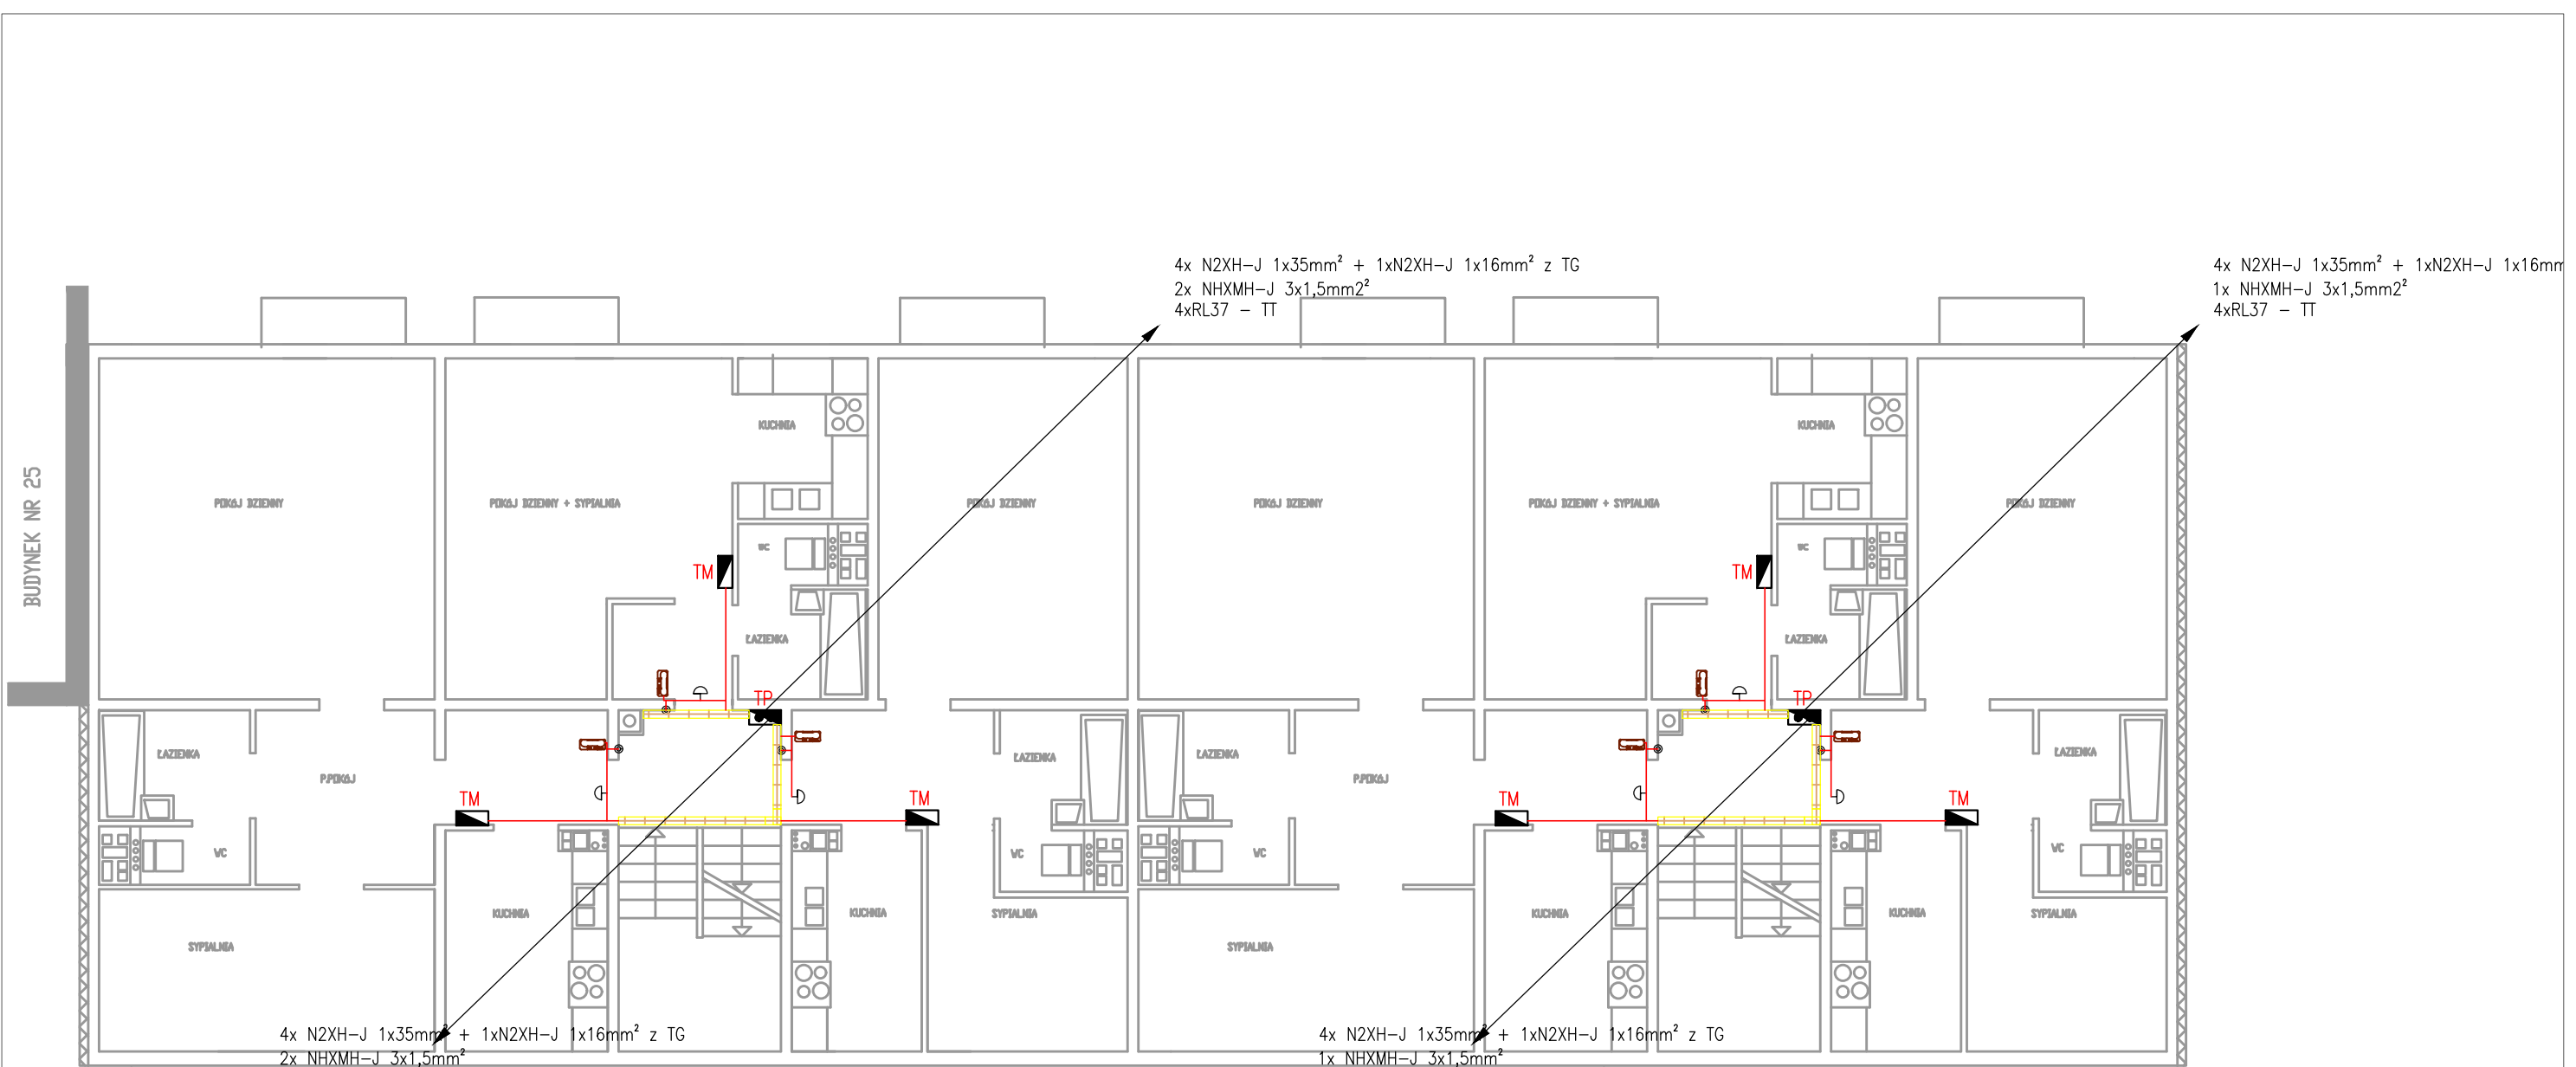 4x N2XH-J 1x35mm² + 1xN2XH-J 1x16mm² z TG
2x NHXMH-J 3x1,5mm2²
4xRL37 - TT
4x N2XH-J 1x35mm² + 1xN2XH-J 1x16mm
1x NHXMH-J 3x1,5mm2²
4xRL37 - TT
BUDYNEK NR 25
KUCHNIA
KUCHNIA
POKÓJ DZIENNY
POKÓJ DZIENNY + SYPIALNIA
POKÓJ DZIENNY
POKÓJ DZIENNY
POKÓJ DZIENNY + SYPIALNIA
POKÓJ DZIENNY
WC
WC
TM
TM
ŁAZIENKA
ŁAZIENKA
TP
TP
ŁAZIENKA
ŁAZIENKA
ŁAZIENKA
ŁAZIENKA
P.POKÓJ
P.POKÓJ
TM
TM
TM
TM
WC
WC
WC
WC
KUCHNIA
KUCHNIA
SYPIALNIA
KUCHNIA
KUCHNIA
SYPIALNIA
SYPIALNIA
SYPIALNIA
4x N2XH-J 1x35mm² + 1xN2XH-J 1x16mm² z TG
2x NHXMH-J 3x1,5mm²
4x N2XH-J 1x35mm² + 1xN2XH-J 1x16mm² z TG
1x NHXMH-J 3x1,5mm²